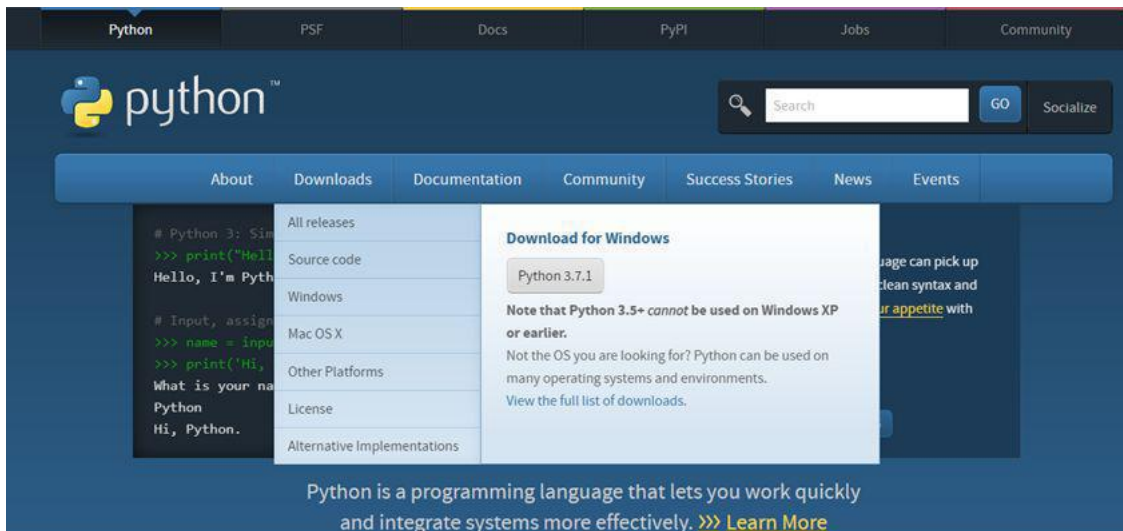 Python
PSF
Docs
PyPI
Jobs
Community
python™
Search
GO
Socialize
About
Downloads
Documentation
Community
Success Stories
News
Events
# Python 3: Sim
>>> print("Hell
Hello, I'm Pyth
# Input, assign
>>> name = inpu
>>> print('Hi,
What is your na
Python
Hi, Python.
All releases
Source code
Windows
Mac OS X
Other Platforms
License
Alternative Implementations
Download for Windows
Python 3.7.1
Note that Python 3.5+ cannot be used on Windows XP
or earlier.
Not the OS you are looking for? Python can be used on
many operating systems and environments.
View the full list of downloads.
uage can pick up
clean syntax and
ur appetite with
Python is a programming language that lets you work quickly
and integrate systems more effectively. >>> Learn More